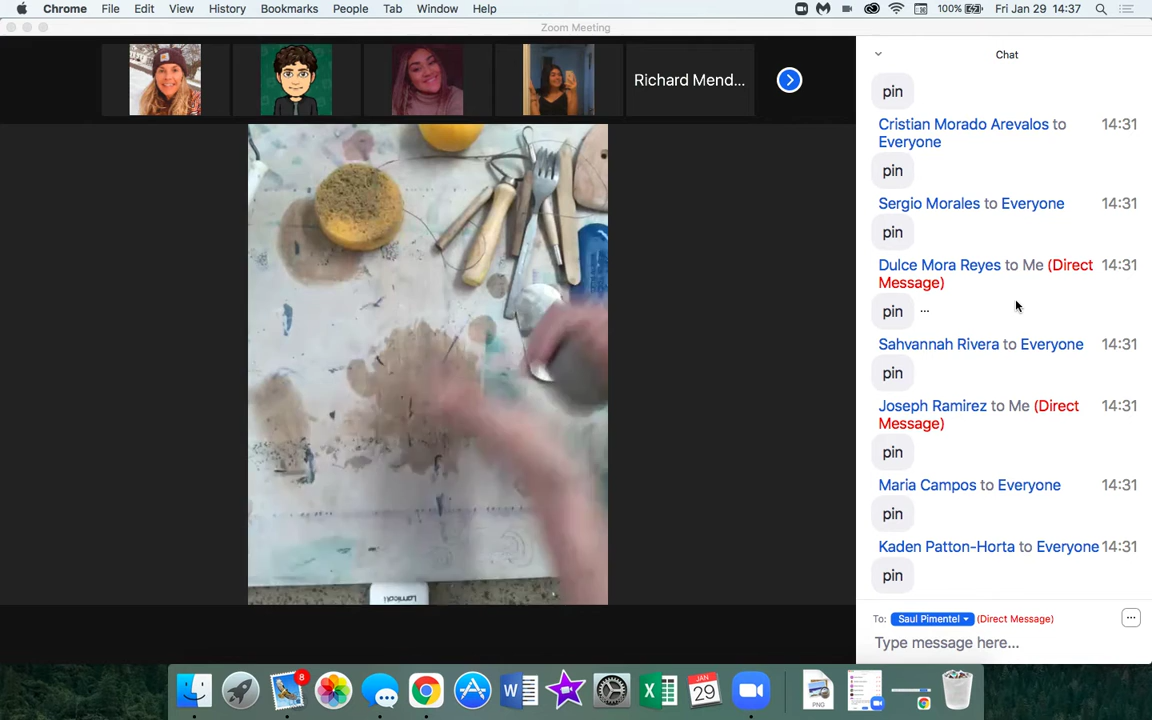 Chrome File Edit View History Bookmarks People Tab Window Help 100% Fri Jan 29 14:37
Zoom Meeting
Richard Mend...
Chat
pin
Cristian Morado Arevalos to 14:31
Everyone
pin
Sergio Morales to Everyone 14:31
pin
Dulce Mora Reyes to Me (Direct 14:31
Message)
pin ...
Sahvannah Rivera to Everyone 14:31
pin
Joseph Ramirez to Me (Direct 14:31
Message)
pin
Maria Campos to Everyone 14:31
pin
Kaden Patton-Horta to Everyone 14:31
pin
To: Saul Pimentel (Direct Message)
Type message here...
8
W
X
JAN
29
PNG